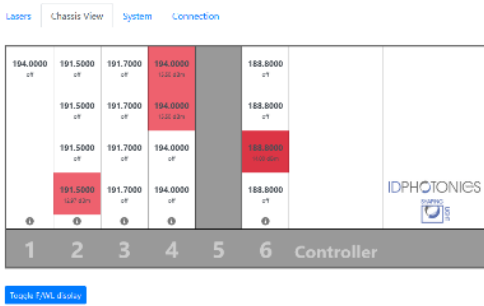 Lasers Chassis View System Connection
194.0000 191.5000 191.7000 194.0000 188.8000
off off off off
191.5000 191.7000 194.0000 188.8000
off off off
191.5000 191.7000 194.0000 188.8000
off off off
191.5000 191.7000 194.0000 188.8000
off off off
IDPHOTONICS
1 2 3 4 5 6 Controller
Toggle F/WL display